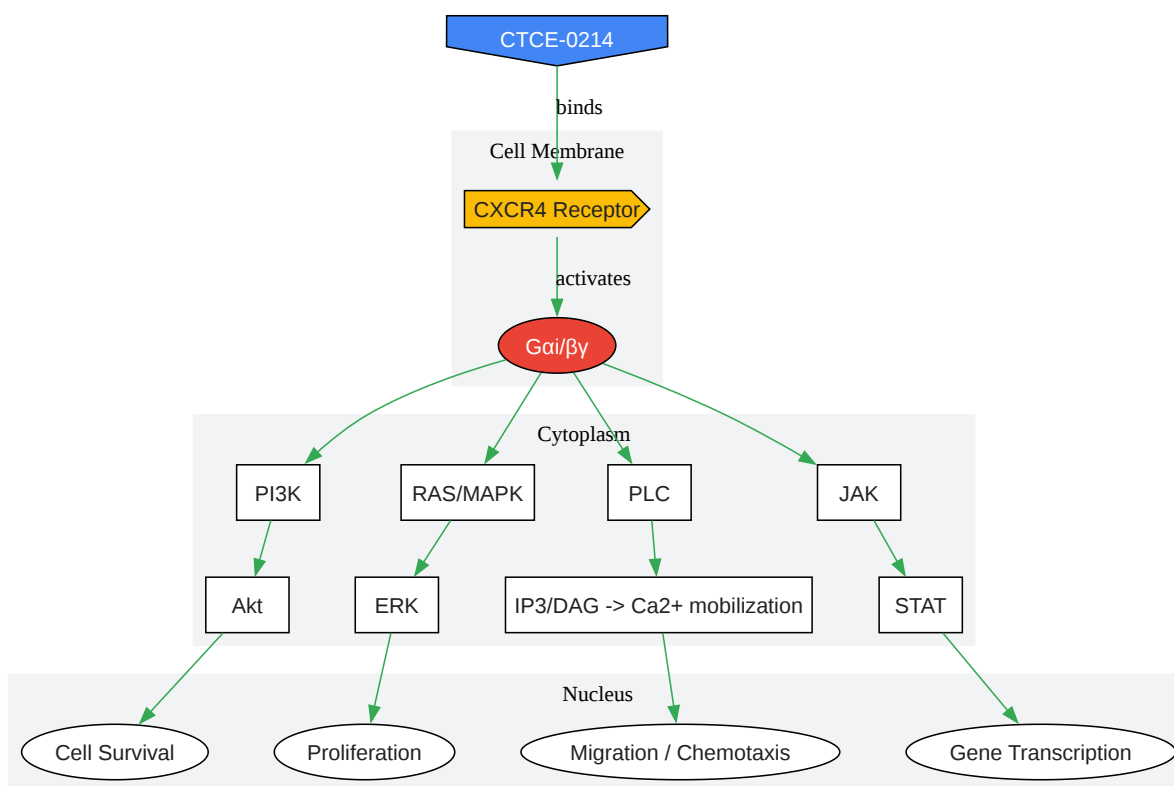 CTCE-0214
binds
Cell Membrane
CXCR4 Receptor
activates
Gαi/βγ
Cytoplasm
PI3K
RAS/MAPK
PLC
JAK
Akt
ERK
IP3/DAG -> Ca2+ mobilization
STAT
Nucleus
Cell Survival
Proliferation
Migration / Chemotaxis
Gene Transcription